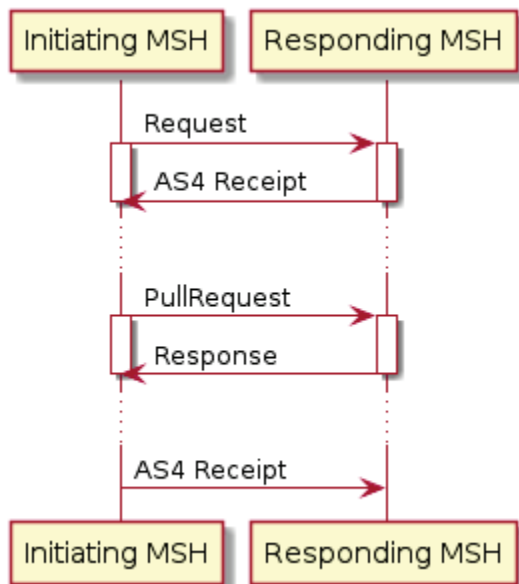 Initiating MSH Responding MSH
Request
AS4 Receipt
PullRequest
Response
AS4 Receipt
Initiating MSH Responding MSH